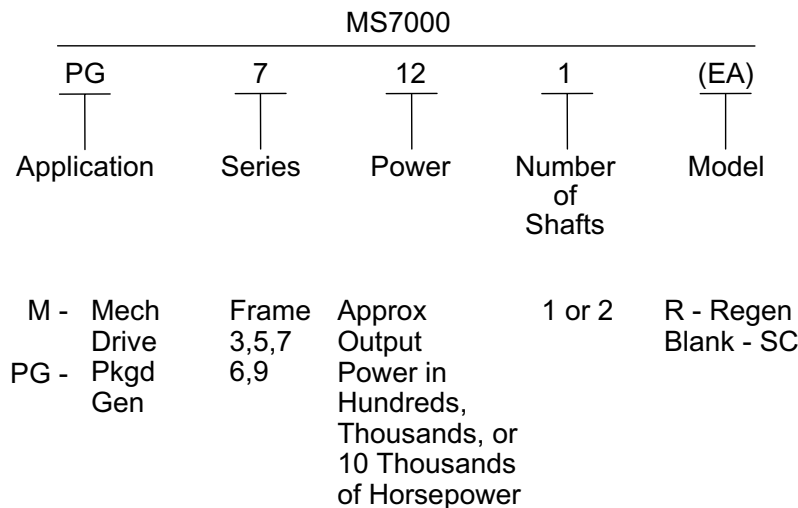 MS7000
PG 7 12 1 (EA)
Application Series Power Number of Shafts Model
M - Mech Drive Frame 3,5,7 Approx Output 1 or 2 R - Regen Blank - SC
PG - Pkgd Gen 6,9 Power in Hundreds, Thousands, or 10 Thousands of Horsepower